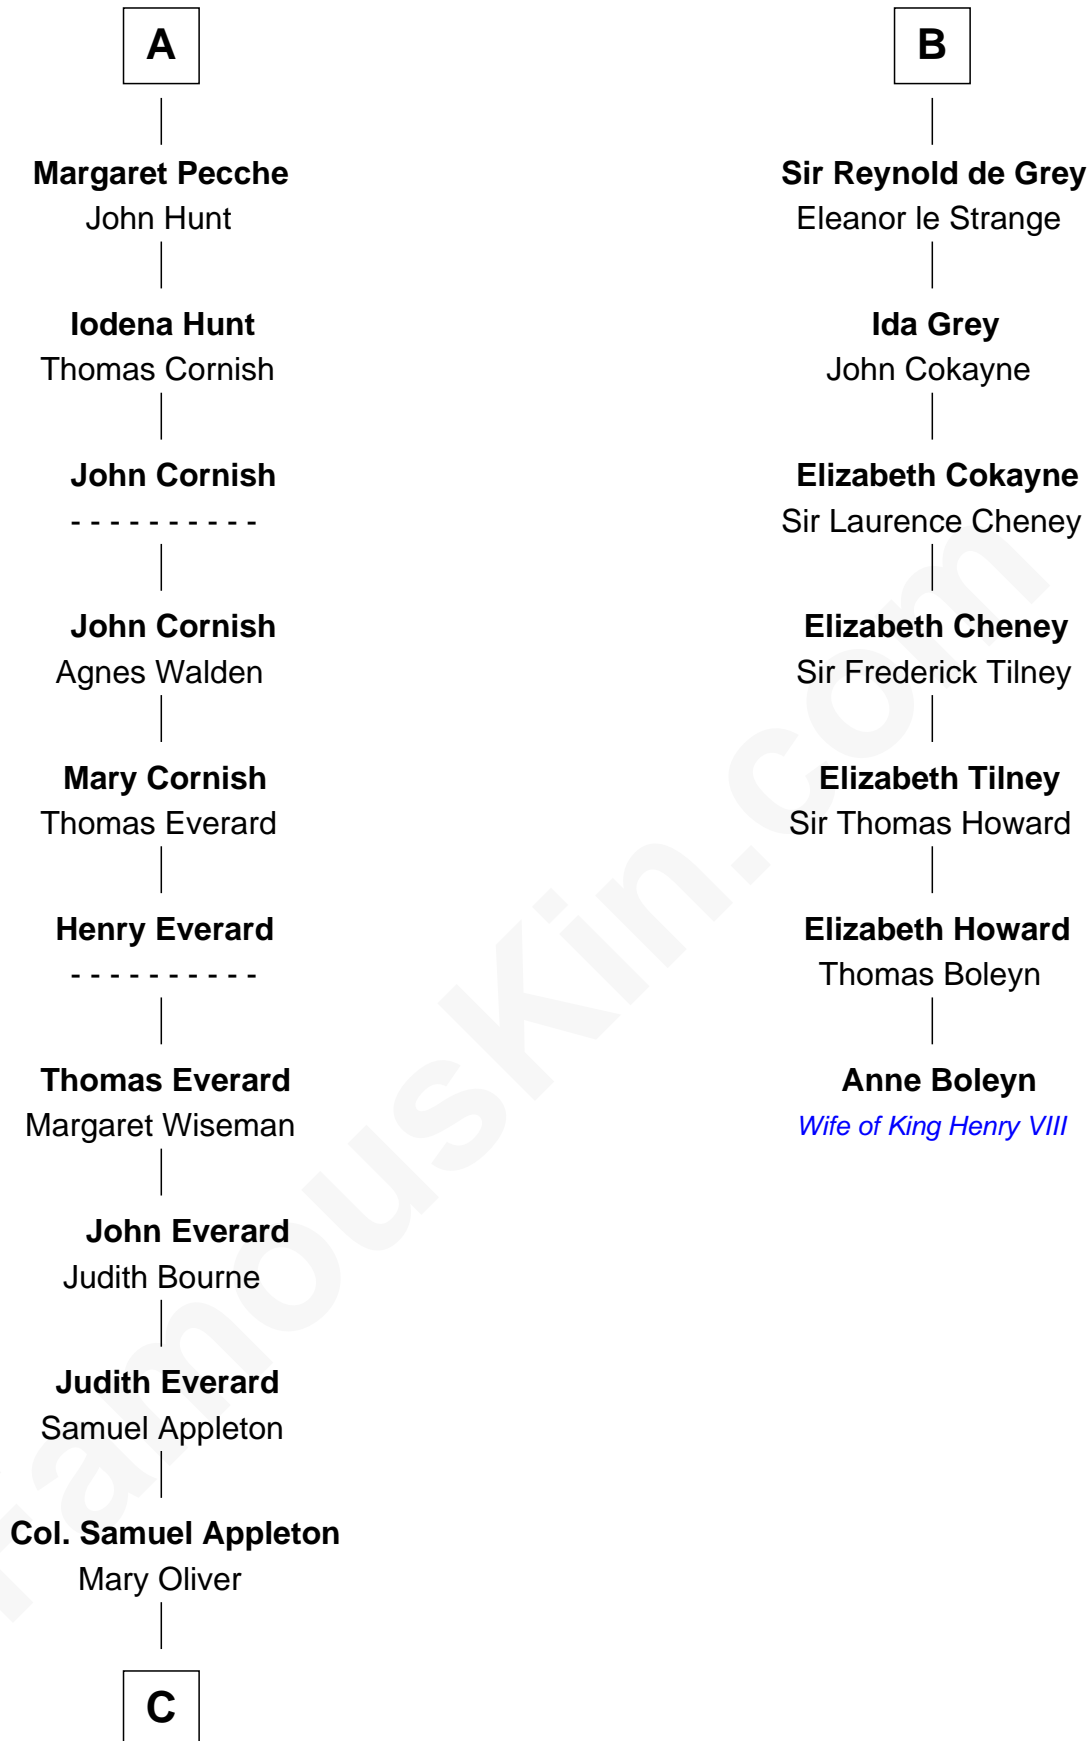 A
Margaret Pecche
John Hunt
Iodena Hunt
Thomas Cornish
John Cornish
- - - - - - - - - -
John Cornish
Agnes Walden
Mary Cornish
Thomas Everard
Henry Everard
- - - - - - - - - -
Thomas Everard
Margaret Wiseman
John Everard
Judith Bourne
Judith Everard
Samuel Appleton
Col. Samuel Appleton
Mary Oliver
C
B
Sir Reynold de Grey
Eleanor le Strange
Ida Grey
John Cokayne
Elizabeth Cokayne
Sir Laurence Cheney
Elizabeth Cheney
Sir Frederick Tilney
Elizabeth Tilney
Sir Thomas Howard
Elizabeth Howard
Thomas Boleyn
Anne Boleyn
Wife of King Henry VIII
FamousKin.com